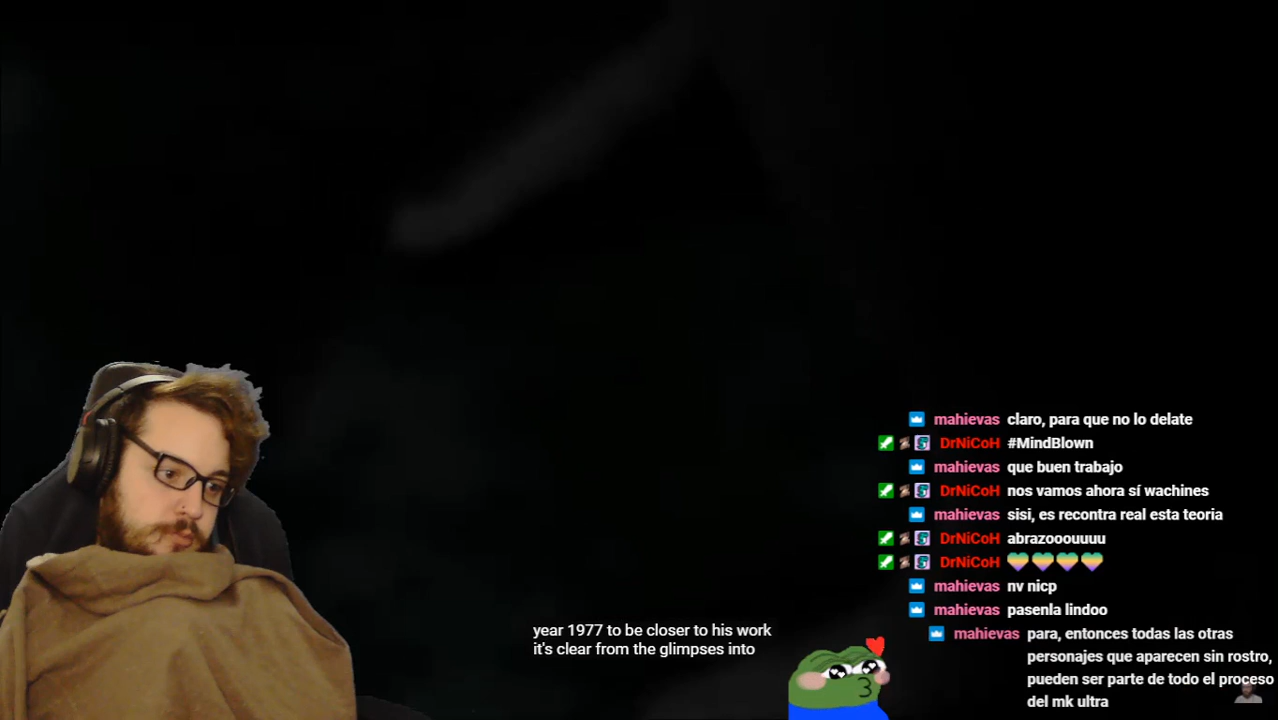 mahievas claro, para que no lo delate
DrNiCoH #MindBlown
mahievas que buen trabajo
DrNiCoH nos vamos ahora sí wachines
mahievas sisi, es recontra real esta teoria
DrNiCoH abrazooouuuu
DrNiCoH
mahievas nv nicp
mahievas pasenla lindoo
mahievas para, entonces todas las otras
personajes que aparecen sin rostro,
pueden ser parte de todo el proceso
del mk ultra
year 1977 to be closer to his work
it's clear from the glimpses into